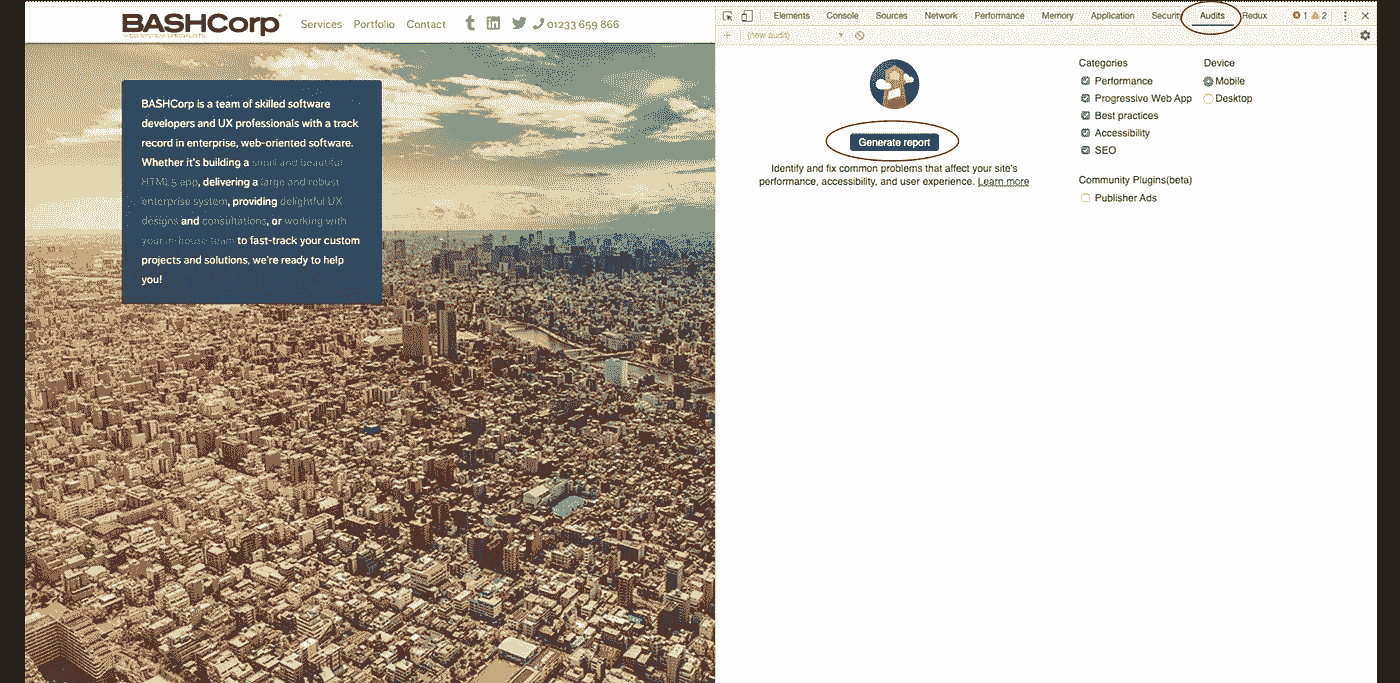 BASHCorp
WEB SYSTEM SPECIALISTS
Services Portfolio Contact 01233 659 866
BASHCorp is a team of skilled software
developers and UX professionals with a track
record in enterprise, web-oriented software.
Whether it's building a small and beautiful
HTML5 app, delivering a large and robust
enterprise system, providing delightful UX
designs and consultations, or working with
your in-house team to fast-track your custom
projects and solutions, we're ready to help
you!
Elements Console Sources Network Performance Memory Application Security Audits Redux 1 2
(new audit)
Generate report
Identify and fix common problems that affect your site's
performance, accessibility, and user experience. Learn more
Categories
Performance
Progressive Web App
Best practices
Accessibility
SEO
Community Plugins(beta)
Publisher Ads
Device
Mobile
Desktop